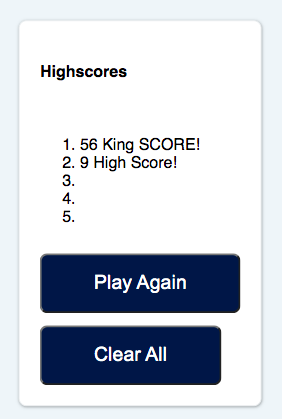 Highscores
1. 56 King SCORE!
2. 9 High Score!
3.
4.
5.
Play Again
Clear All